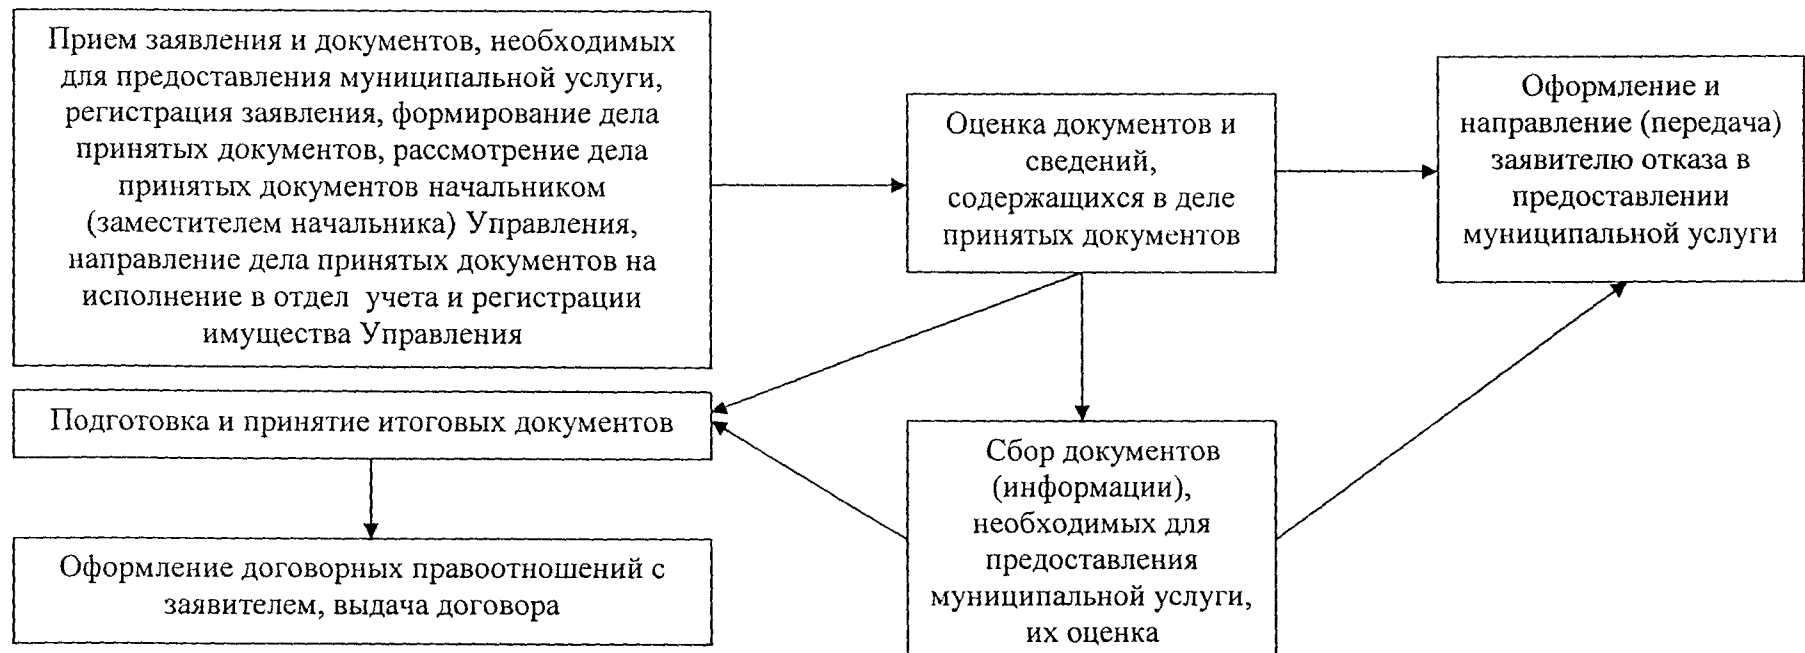 Прием заявления и документов, необходимых
для предоставления муниципальной услуги,
регистрация заявления, формирование дела
принятых документов, рассмотрение дела
принятых документов начальником
(заместителем начальника) Управления,
направление дела принятых документов на
исполнение в отдел учета и регистрации
имущества Управления
Оценка документов и
сведений,
содержащихся в деле
принятых документов
Оформление и
направление (передача)
заявителю отказа в
предоставлении
муниципальной услуги
Подготовка и принятие итоговых документов
Сбор документов
(информации),
необходимых для
предоставления
муниципальной услуги,
их оценка
Оформление договорных правоотношений с
заявителем, выдача договора